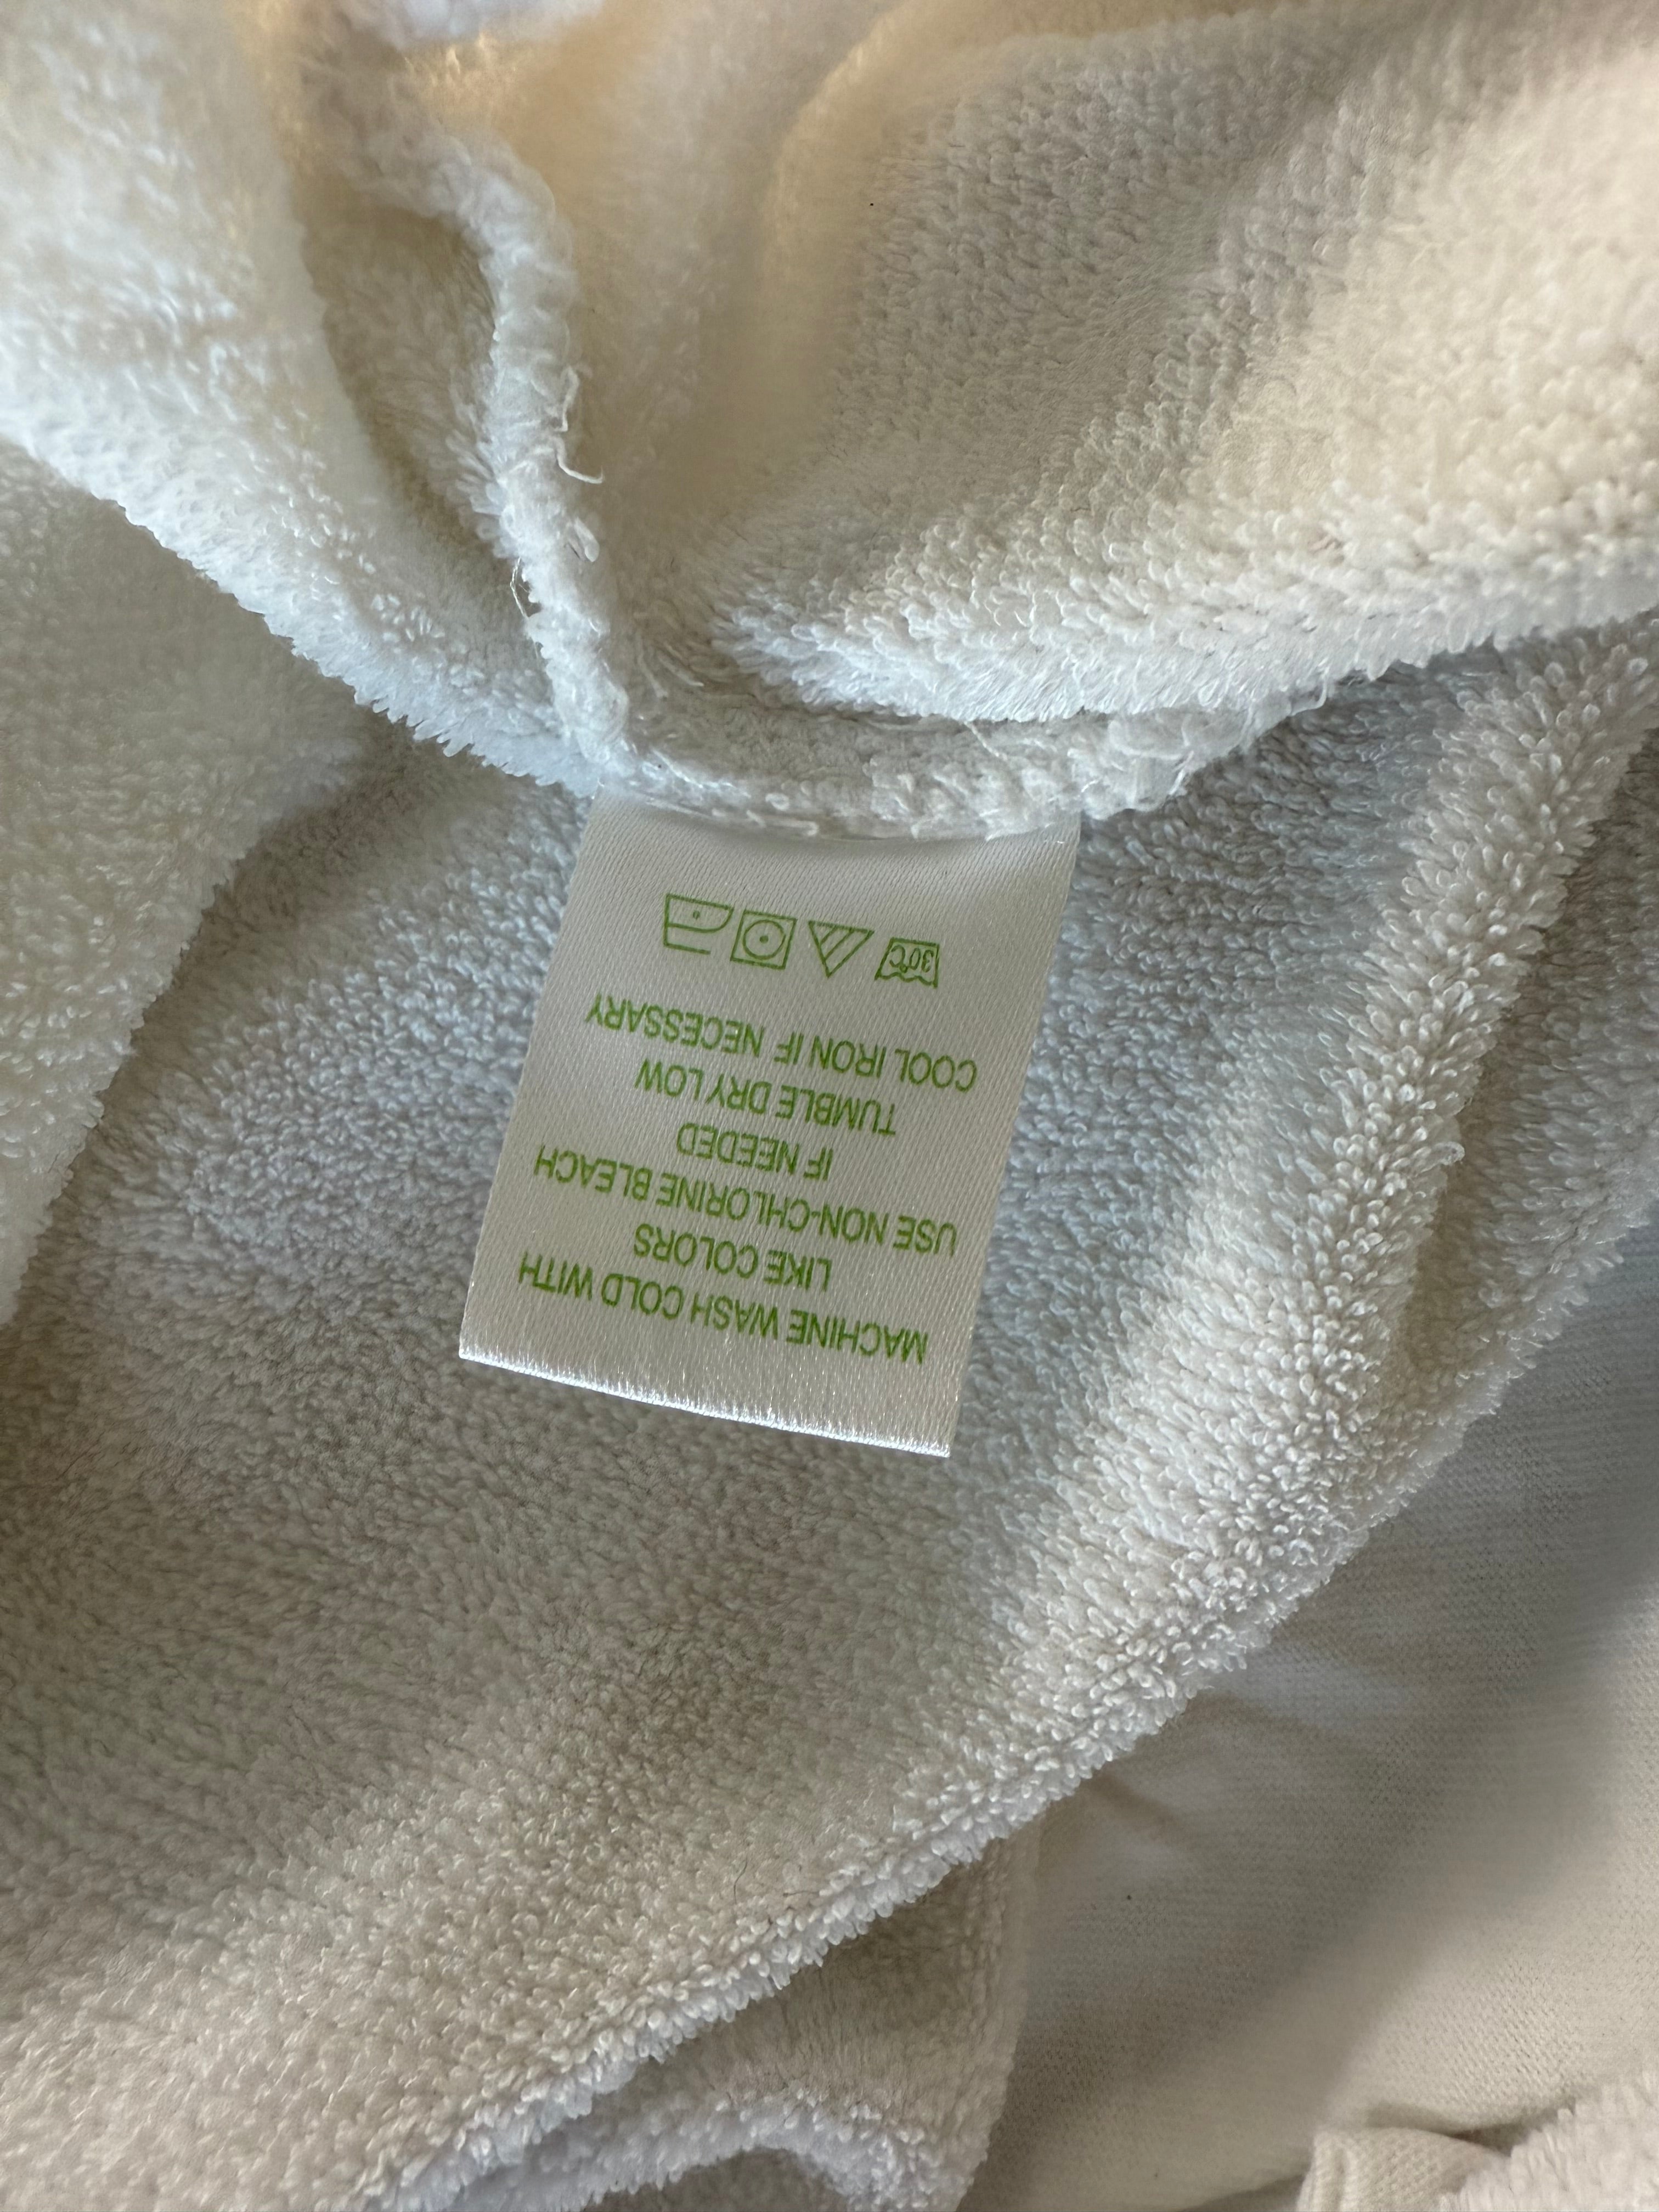 MACHINE WASH COLD WITH
LIKE COLORS
USE NON-CHLORINE BLEACH
IF NEEDED
TUMBLE DRY LOW
COOL IRON IF NECESSARY
30°C